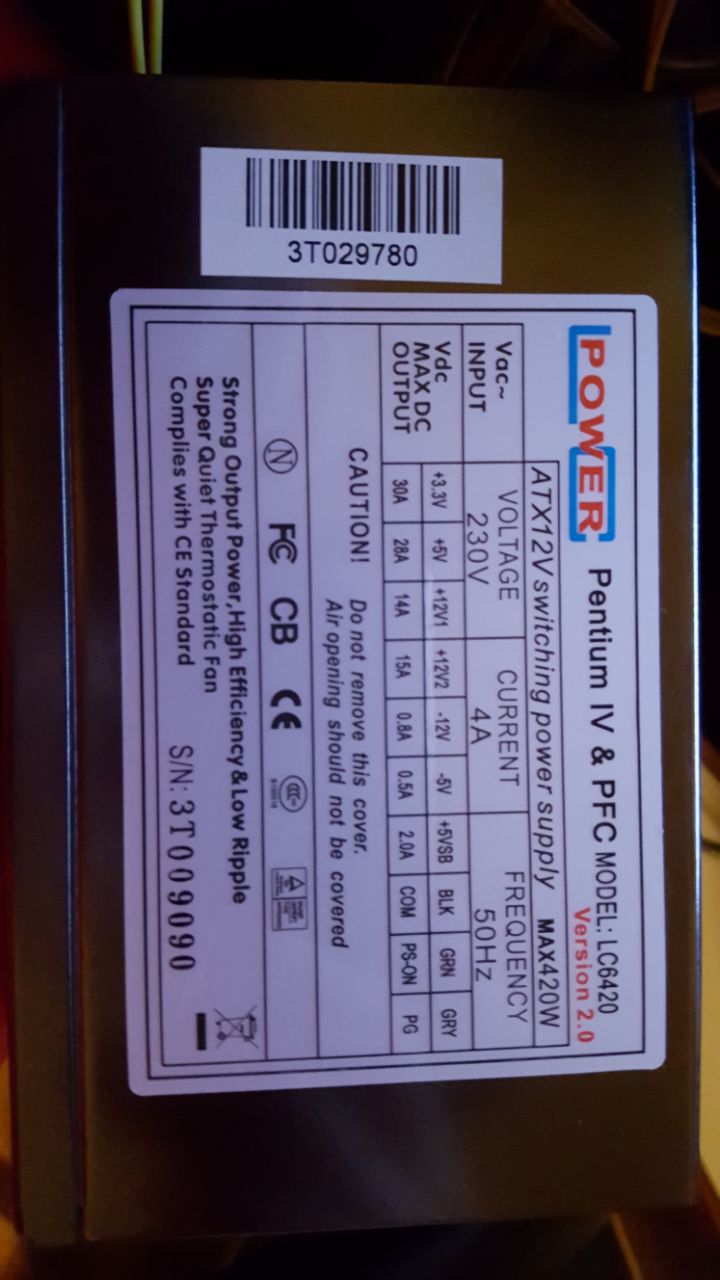 3T029780
POWER Pentium IV & PFC MODEL: LC6420
Version 2.0
ATX12V switching power supply MAX420W
Vac~ INPUT VOLTAGE 230V CURRENT 4A FREQUENCY 50Hz
Vdc MAX DC OUTPUT
+3.3V +5V +12V1 +12V2 -12V -5V +5VSB BLK GRN GRY
30A 28A 14A 15A 0.8A 0.5A 2.0A COM PS-ON PG
CAUTION! Do not remove this cover.
Air opening should not be covered
N FC CB CE
Strong Output Power,High Efficiency&Low Ripple
Super Quiet Thermostatic Fan
Complies with CE Standard
S/N: 3T009090